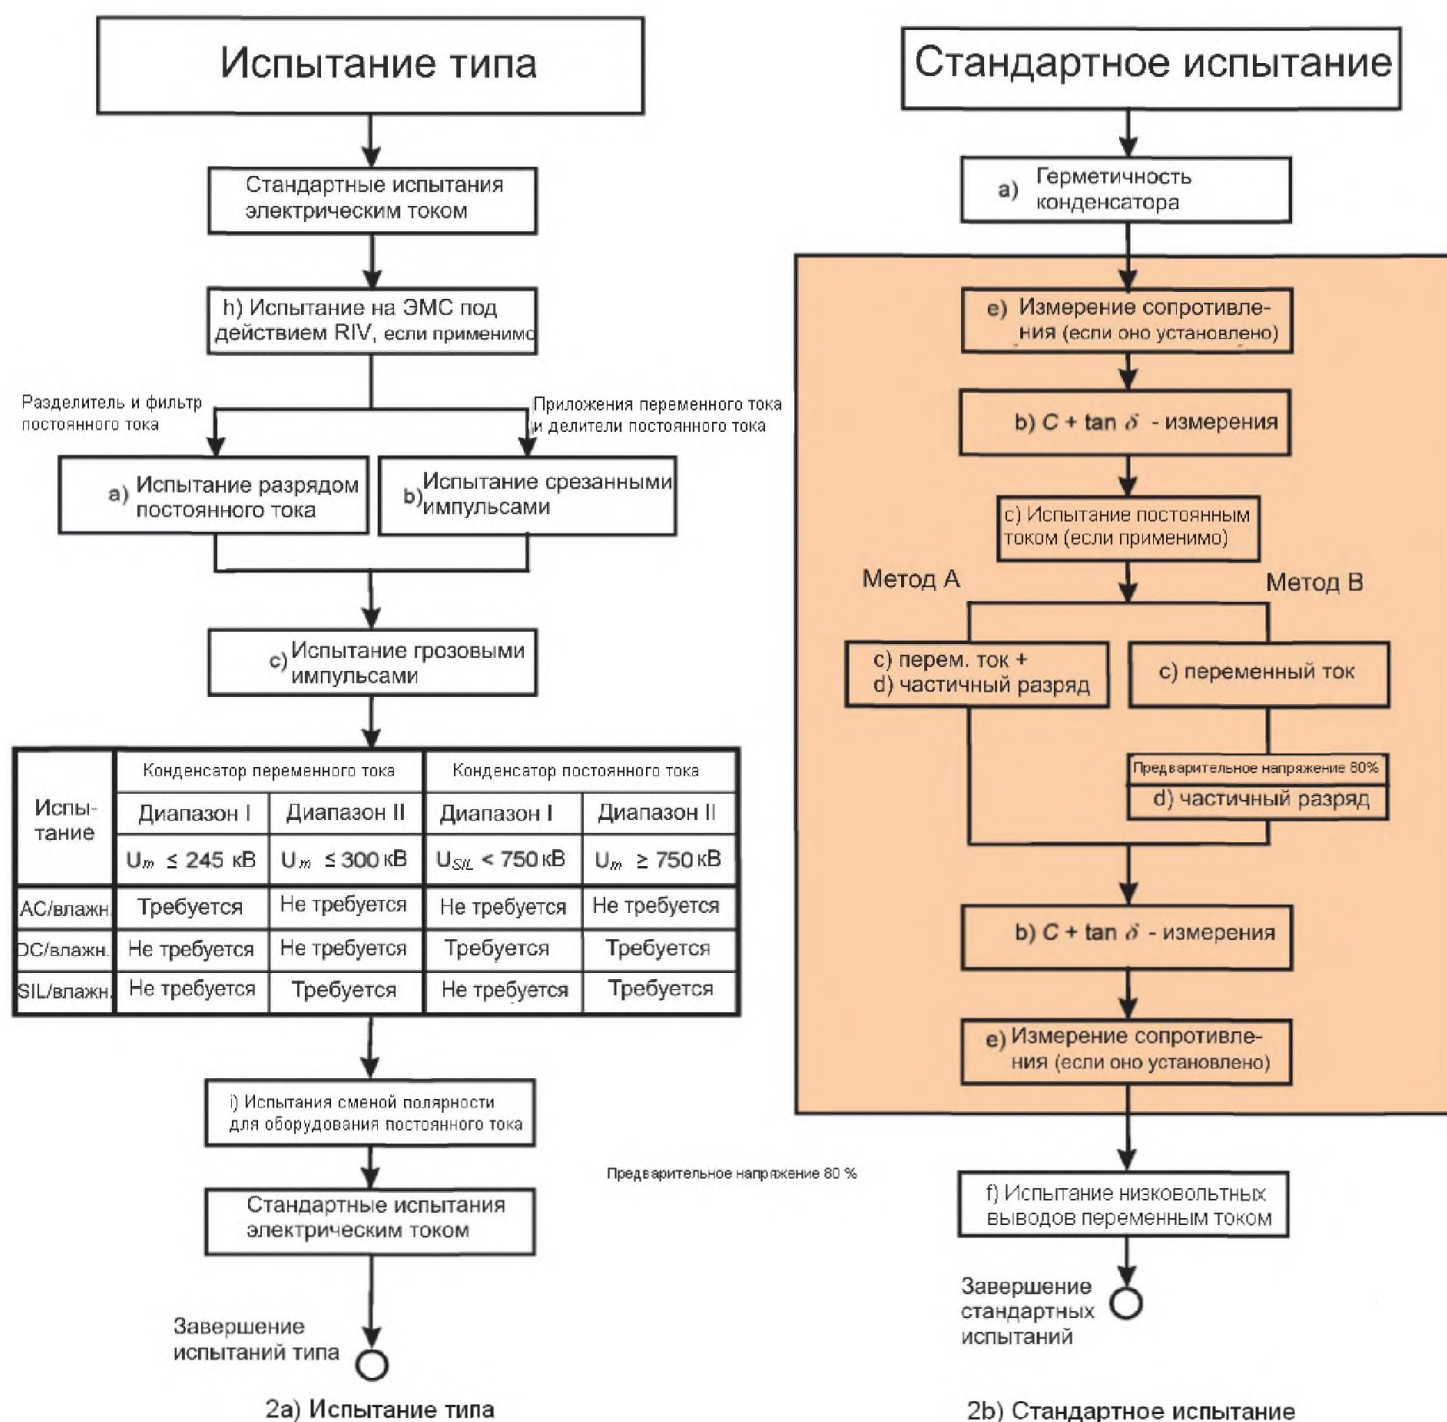 Испытание типа
Стандартные испытания
электрическим током
h) Испытание на ЭМС под
действием RIV, если применимо
Разделитель и фильтр
постоянного тока
Приложения переменного тока
и делители постоянного тока
a) Испытание разрядом
постоянного тока
b) Испытание срезанными
импульсами
c) Испытание грозовыми
импульсами
Испы-
тание
Конденсатор переменного тока
Конденсатор постоянного тока
Диапазон I
Диапазон II
Диапазон I
Диапазон II
Um ≤ 245 кВ
Um ≤ 300 кВ
USIL < 750 кВ
Um ≥ 750 кВ
AC/влажн.
Требуется
Не требуется
Не требуется
Не требуется
DC/влажн.
Не требуется
Не требуется
Требуется
Требуется
SIL/влажн.
Не требуется
Требуется
Не требуется
Требуется
i) Испытания сменой полярности
для оборудования постоянного тока
Стандартные испытания
электрическим током
Завершение
испытаний типа
2a) Испытание типа
Предварительное напряжение 80 %
Стандартное испытание
a) Герметичность
конденсатора
e) Измерение сопротивле-
ния (если оно установлено)
b) C + tan δ - измерения
c) Испытание постоянным
током (если применимо)
Метод А
Метод В
c) перем. ток +
d) частичный разряд
c) переменный ток
Предварительное напряжение 80%
d) частичный разряд
b) C + tan δ - измерения
e) Измерение сопротивле-
ния (если оно установлено)
f) Испытание низковольтных
выводов переменным током
Завершение
стандартных
испытаний
2b) Стандартное испытание